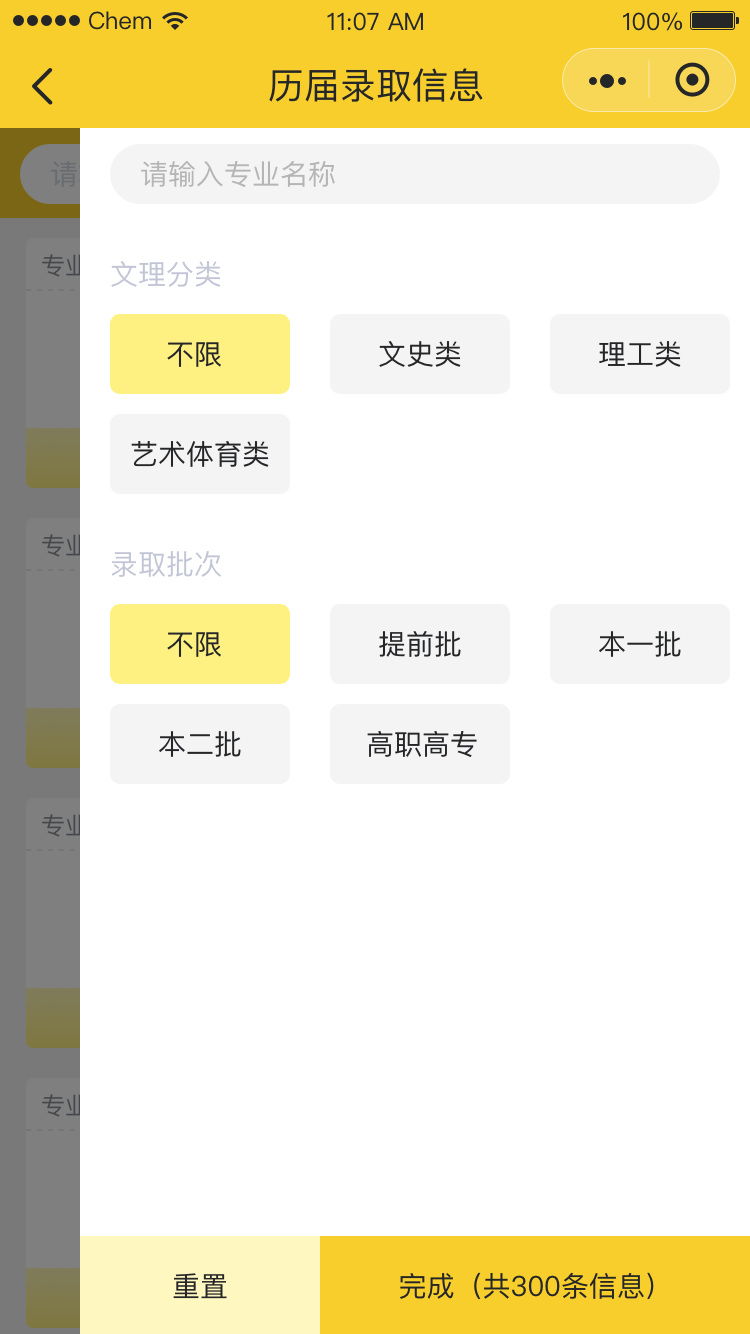 Chem 11:07 AM 100%
历届录取信息
请 请输入专业名称
专业
文理分类
不限 文史类 理工类
艺术体育类
专业
录取批次
不限 提前批 本一批
本二批 高职高专
专业
专业
重置 完成（共300条信息）